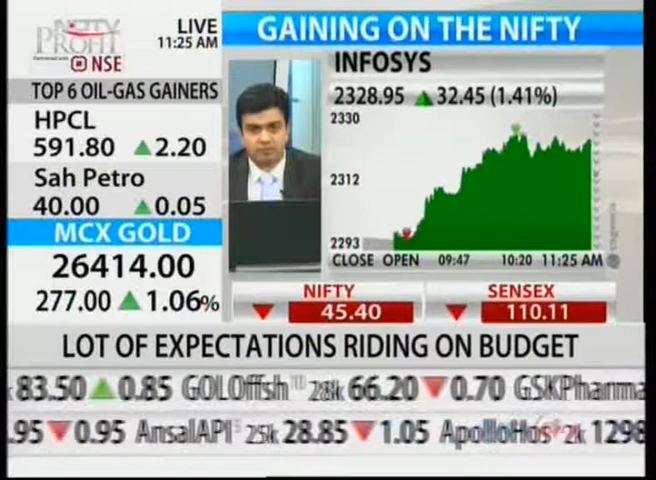 NDTV
PROFIT
NSE
LIVE
11:25 AM
GAINING ON THE NIFTY
TOP 6 OIL-GAS GAINERS
HPCL
591.80 ▲2.20
Sah Petro
40.00 ▲0.05
MCX GOLD
26414.00
277.00 ▲1.06%
INFOSYS
2328.95 ▲ 32.45 (1.41%)
2330
2312
2293
CLOSE OPEN 09:47 10:20 11:25 AM
NIFTY
▼ 45.40
SENSEX
▼ 110.11
LOT OF EXPECTATIONS RIDING ON BUDGET
83.50 ▲0.85 GOLOffsh 28k 66.20 ▼0.70 GSKPharma
.95 ▼0.95 AnsalAPI 25k 28.85 ▼1.05 ApolloHos 2k 1298